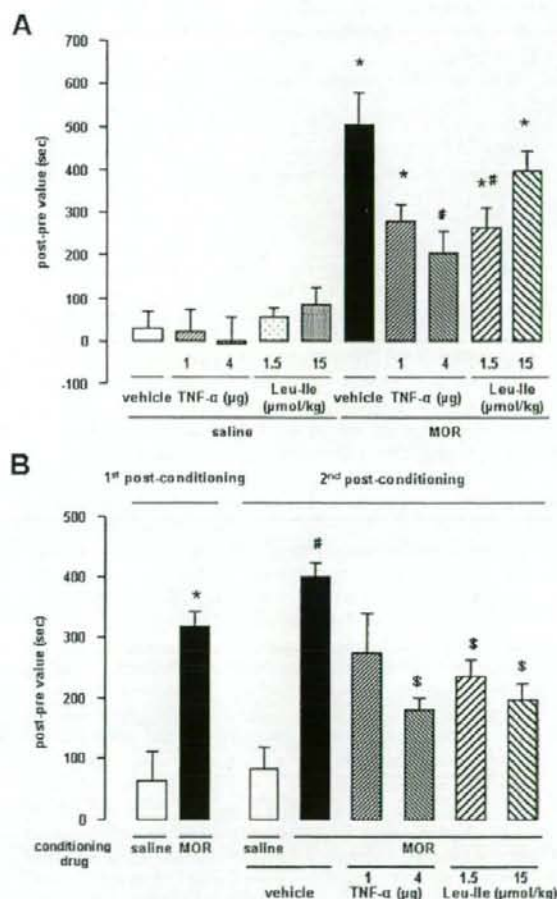 A
700
600
500
400
300
200
100
0
-100
post-pre value (sec)
* * # *# *
1 4 1.5 15 1 4 1.5 15
vehicle TNF-α (μg) Leu-Ile (μmol/kg) vehicle TNF-α (μg) Leu-Ile (μmol/kg)
saline MOR
B
1st post-conditioning 2nd post-conditioning
500
400
300
200
100
0
post-pre value (sec)
* # $ $ $
conditioning drug
saline MOR saline MOR
1 4 1.5 15
vehicle TNF-α (μg) Leu-Ile (μmol/kg)